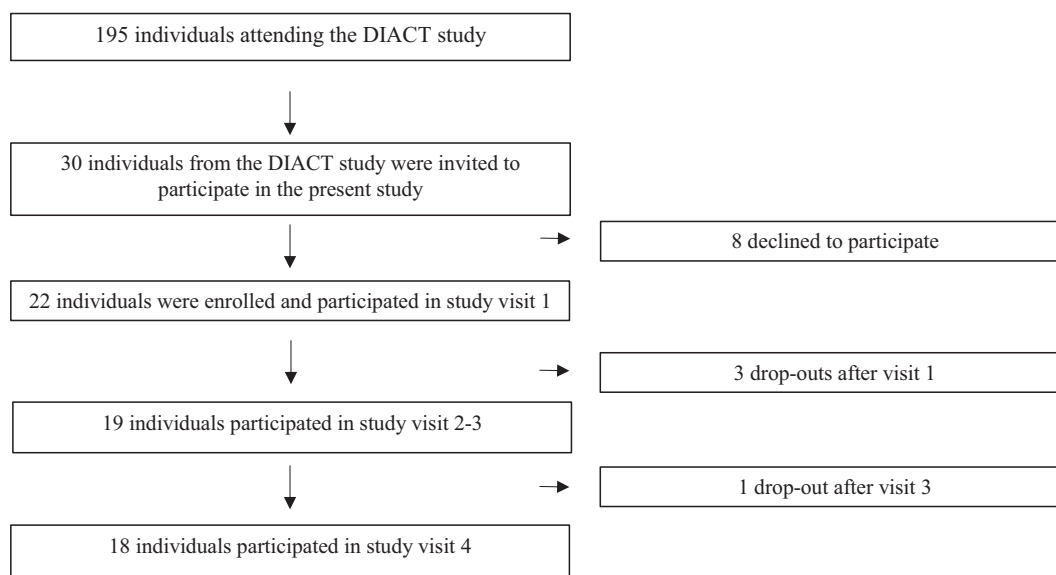 195 individuals attending the DIACT study
30 individuals from the DIACT study were invited to
participate in the present study
8 declined to participate
22 individuals were enrolled and participated in study visit 1
3 drop-outs after visit 1
19 individuals participated in study visit 2-3
1 drop-out after visit 3
18 individuals participated in study visit 4